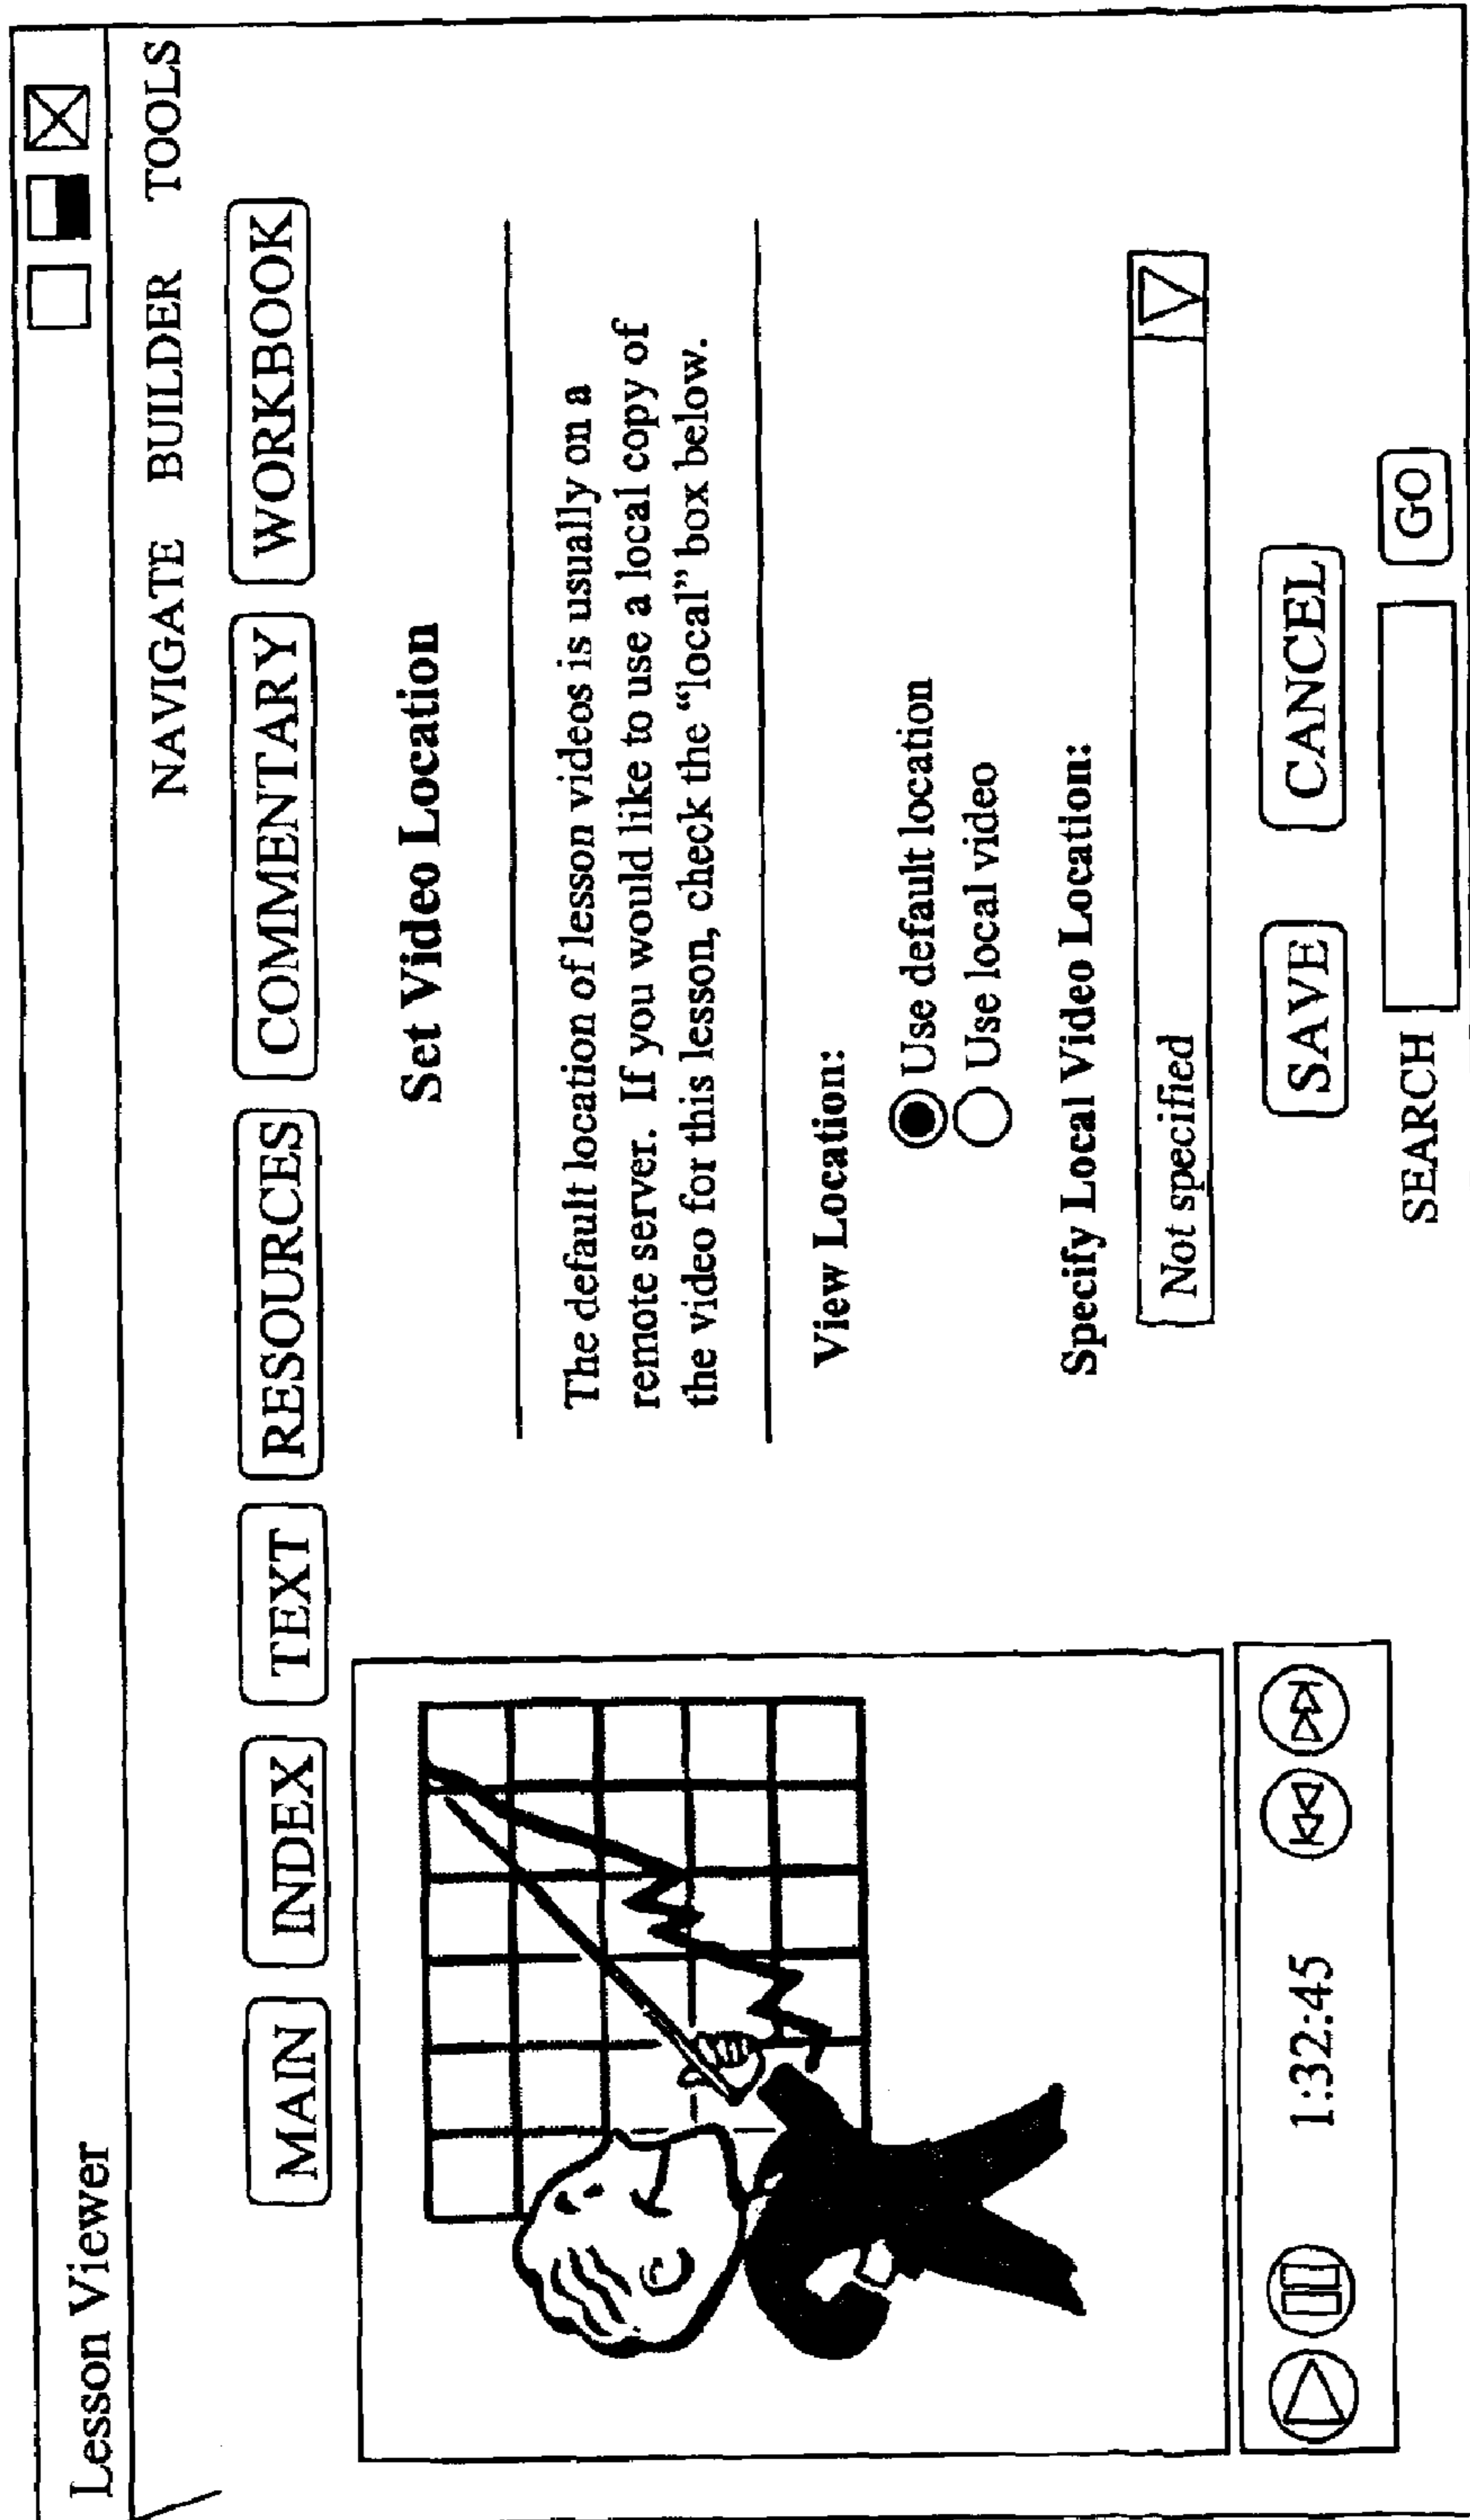 Lesson Viewer
NAVIGATE BUILDER TOOLS
MAIN INDEX TEXT RESOURCES COMMENTARY WORKBOOK
Set Video Location
The default location of lesson videos is usually on a
remote server. If you would like to use a local copy of
the video for this lesson, check the “local” box below.
View Location:
Use default location
Use local video
Specify Local Video Location:
Not specified
SAVE CANCEL
1:32:45
SEARCH GO